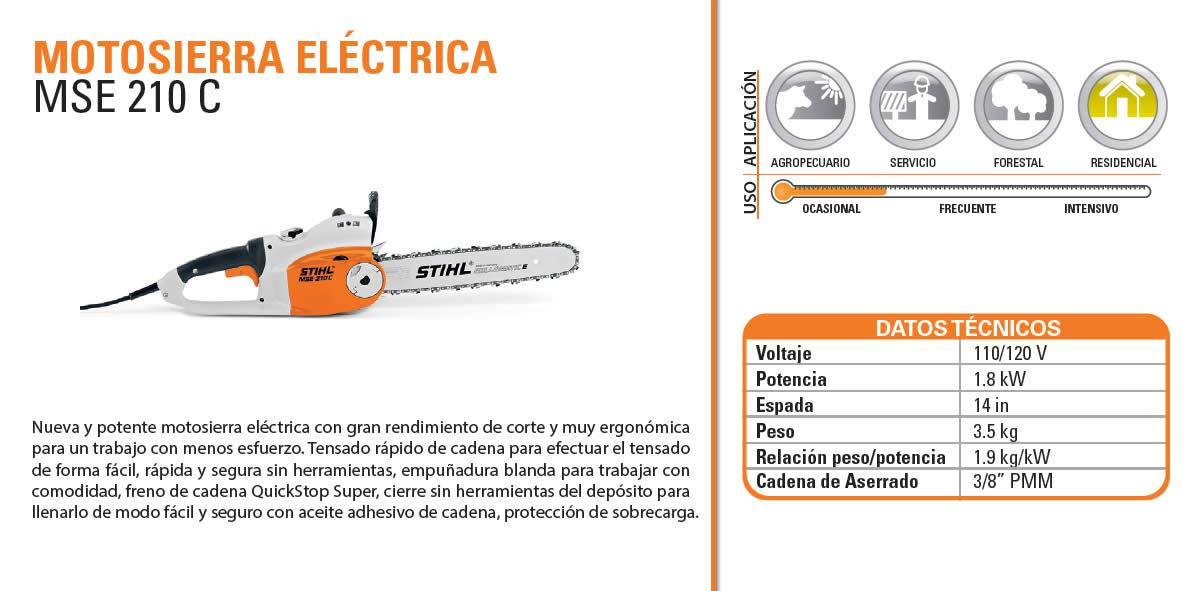 MOTOSIERRA ELÉCTRICA
MSE 210 C
STIHL
MSE 210 C
STIHL®
ROLLOMATIC E
Nueva y potente motosierra eléctrica con gran rendimiento de corte y muy ergonómica
para un trabajo con menos esfuerzo. Tensado rápido de cadena para efectuar el tensado
de forma fácil, rápida y segura sin herramientas, empuñadura blanda para trabajar con
comodidad, freno de cadena QuickStop Super, cierre sin herramientas del depósito para
llenarlo de modo fácil y seguro con aceite adhesivo de cadena, protección de sobrecarga.
APLICACIÓN
AGROPECUARIO SERVICIO FORESTAL RESIDENCIAL
USO
OCASIONAL FRECUENTE INTENSIVO
DATOS TÉCNICOS
Voltaje 110/120 V
Potencia 1.8 kW
Espada 14 in
Peso 3.5 kg
Relación peso/potencia 1.9 kg/kW
Cadena de Aserrado 3/8” PMM